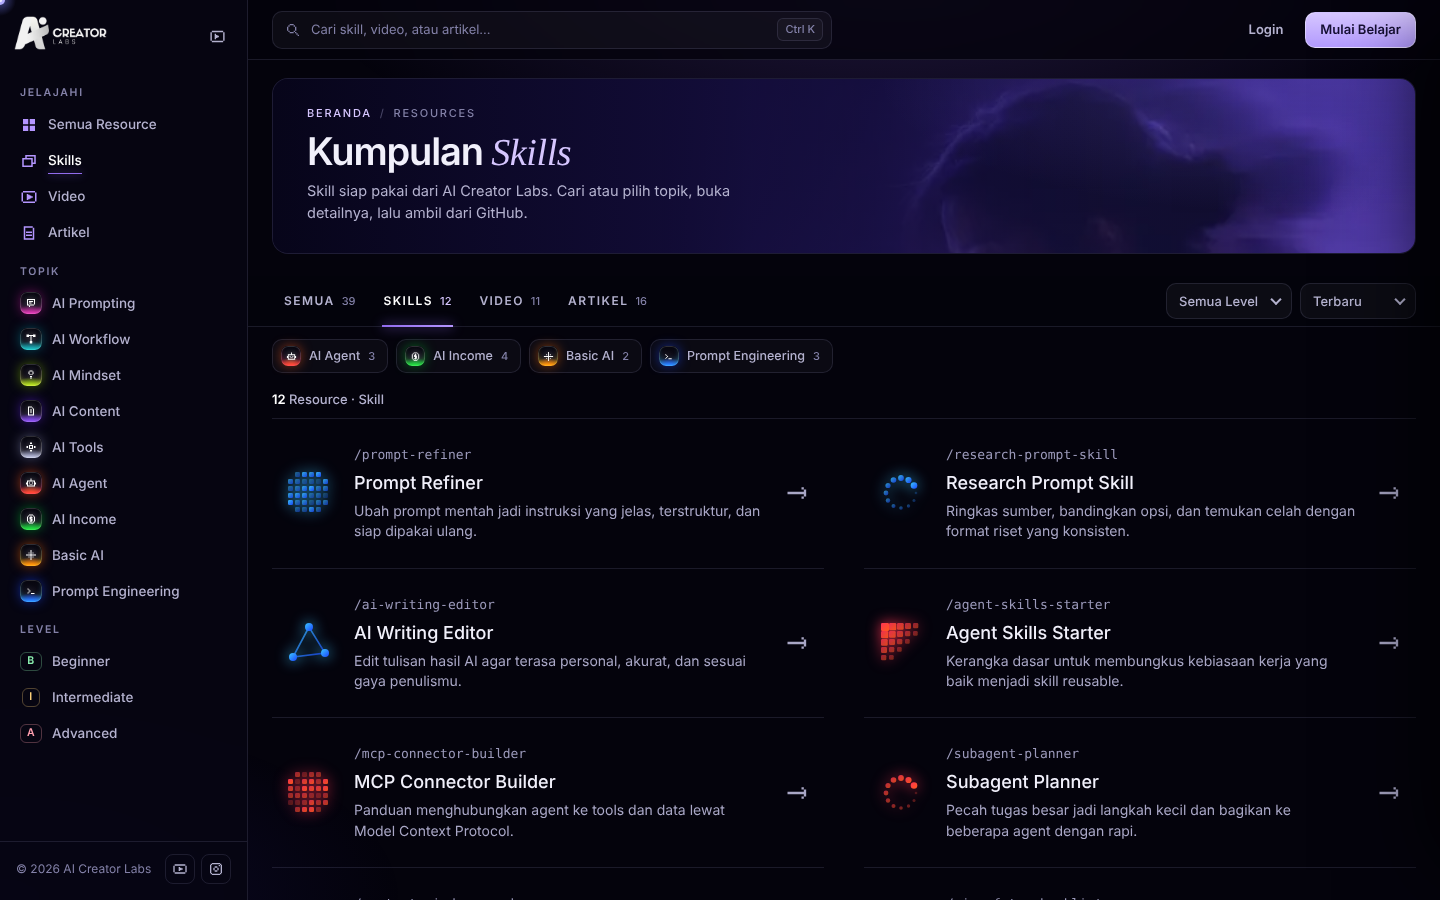 Ai CREATOR
LABS
Cari skill, video, atau artikel...
Ctrl K
Login
Mulai Belajar
JELAJAHI
Semua Resource
Skills
Video
Artikel
TOPIK
AI Prompting
AI Workflow
AI Mindset
AI Content
AI Tools
AI Agent
AI Income
Basic AI
Prompt Engineering
LEVEL
B Beginner
I Intermediate
A Advanced
© 2026 AI Creator Labs
BERANDA / RESOURCES
Kumpulan Skills
Skill siap pakai dari AI Creator Labs. Cari atau pilih topik, buka
detailnya, lalu ambil dari GitHub.
SEMUA 39 SKILLS 12 VIDEO 11 ARTIKEL 16
Semua Level
Terbaru
AI Agent 3 AI Income 4 Basic AI 2 Prompt Engineering 3
12 Resource · Skill
/prompt-refiner
Prompt Refiner
Ubah prompt mentah jadi instruksi yang jelas, terstruktur, dan
siap dipakai ulang.
/research-prompt-skill
Research Prompt Skill
Ringkas sumber, bandingkan opsi, dan temukan celah dengan
format riset yang konsisten.
/ai-writing-editor
AI Writing Editor
Edit tulisan hasil AI agar terasa personal, akurat, dan sesuai
gaya penulismu.
/agent-skills-starter
Agent Skills Starter
Kerangka dasar untuk membungkus kebiasaan kerja yang
baik menjadi skill reusable.
/mcp-connector-builder
MCP Connector Builder
Panduan menghubungkan agent ke tools dan data lewat
Model Context Protocol.
/subagent-planner
Subagent Planner
Pecah tugas besar jadi langkah kecil dan bagikan ke
beberapa agent dengan rapi.